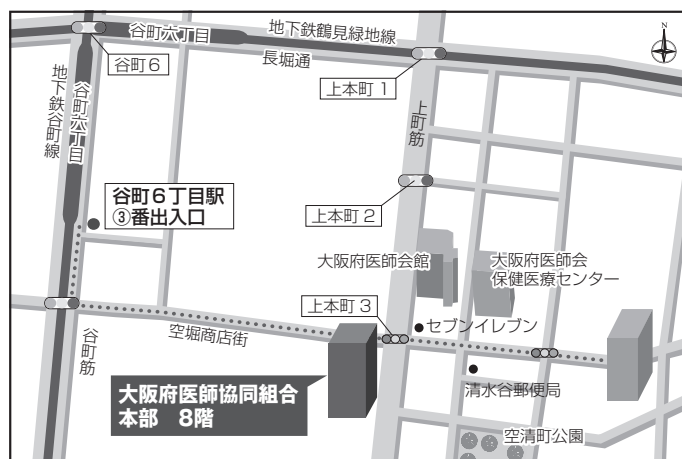 N
谷町六丁目
地下鉄鶴見緑地線
谷町6
長堀通
上本町1
地下鉄谷町線
谷町六丁目
上町筋
谷町6丁目駅
③番出入口
上本町2
大阪府医師会館
大阪府医師会
保健医療センター
上本町3
セブンイレブン
空堀商店街
谷町筋
清水谷郵便局
大阪府医師協同組合
本部 8階
空清町公園